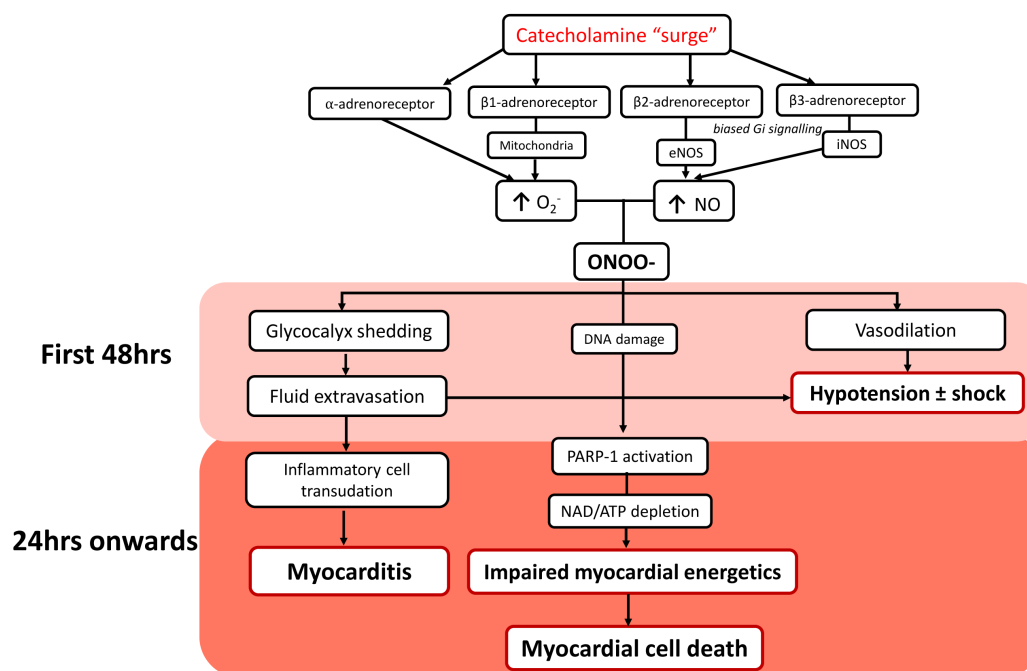 Catecholamine “surge”
α-adrenoreceptor
β1-adrenoreceptor
β2-adrenoreceptor
β3-adrenoreceptor
biased Gi signalling
Mitochondria
eNOS
iNOS
↑ O₂⁻
↑ NO
ONOO-
First 48hrs
Glycocalyx shedding
DNA damage
Vasodilation
Fluid extravasation
Hypotension ± shock
24hrs onwards
Inflammatory cell
transudation
PARP-1 activation
NAD/ATP depletion
Myocarditis
Impaired myocardial energetics
Myocardial cell death